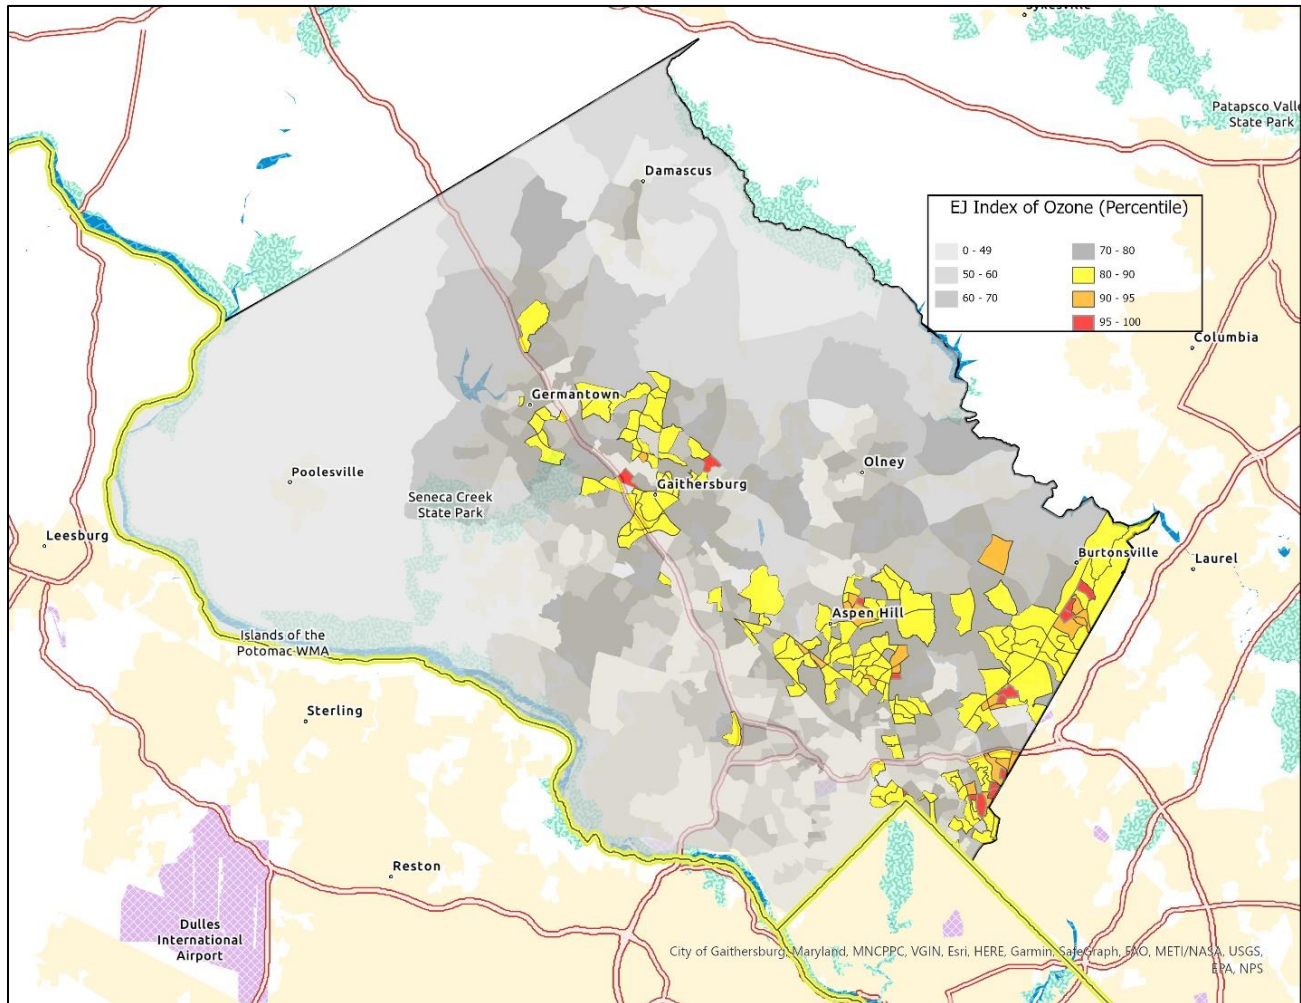 Sykesville
Patapsco Valle
State Park
Damascus
EJ Index of Ozone (Percentile)
0 - 49
50 - 60
60 - 70
70 - 80
80 - 90
90 - 95
95 - 100
Columbia
Germantown
Olney
Poolesville
Gaithersburg
Seneca Creek
State Park
Leesburg
Burtonsville
Laurel
Aspen Hill
Islands of the
Potomac WMA
Sterling
Reston
Dulles
International
Airport
City of Gaithersburg, Maryland, MNCPPC, VGIN, Esri, HERE, Garmin, SafeGraph, FAO, METI/NASA, USGS,
EPA, NPS